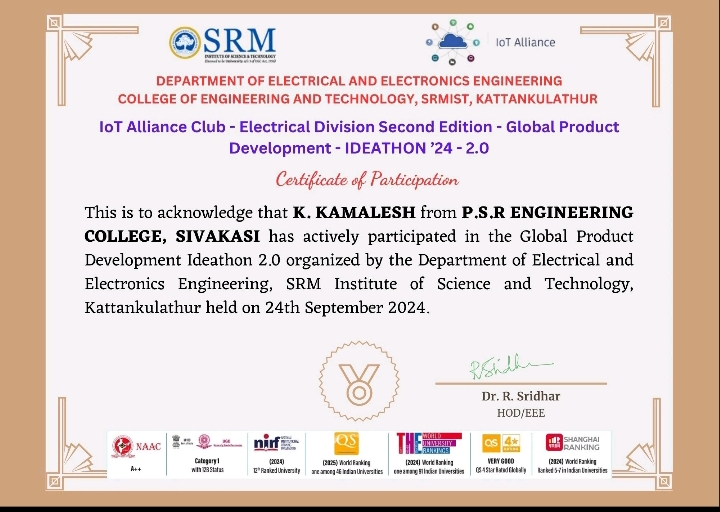 SRM
INSTITUTE OF SCIENCE & TECHNOLOGY
IoT Alliance
DEPARTMENT OF ELECTRICAL AND ELECTRONICS ENGINEERING
COLLEGE OF ENGINEERING AND TECHNOLOGY, SRMIST, KATTANKULATHUR
IoT Alliance Club - Electrical Division Second Edition - Global Product
Development - IDEATHON ’24 - 2.0
Certificate of Participation
This is to acknowledge that K. KAMALESH from P.S.R ENGINEERING
COLLEGE, SIVAKASI has actively participated in the Global Product
Development Ideathon 2.0 organized by the Department of Electrical and
Electronics Engineering, SRM Institute of Science and Technology,
Kattankulathur held on 24th September 2024.
R Sridhar
Dr. R. Sridhar
HOD/EEE
NAAC
A++
Category 1
with 12B Status
nirf
(2024)
12th Ranked University
QS
(2025) World Ranking
one among 46 Indian Universities
THE WORLD UNIVERSITY RANKINGS
(2024) World Ranking
one among 91 Indian Universities
QS 4
VERY GOOD
QS 4 Star Rated Globally
SHANGHAI
RANKING
(2024) World Ranking
Ranked 5-7 in Indian Universities